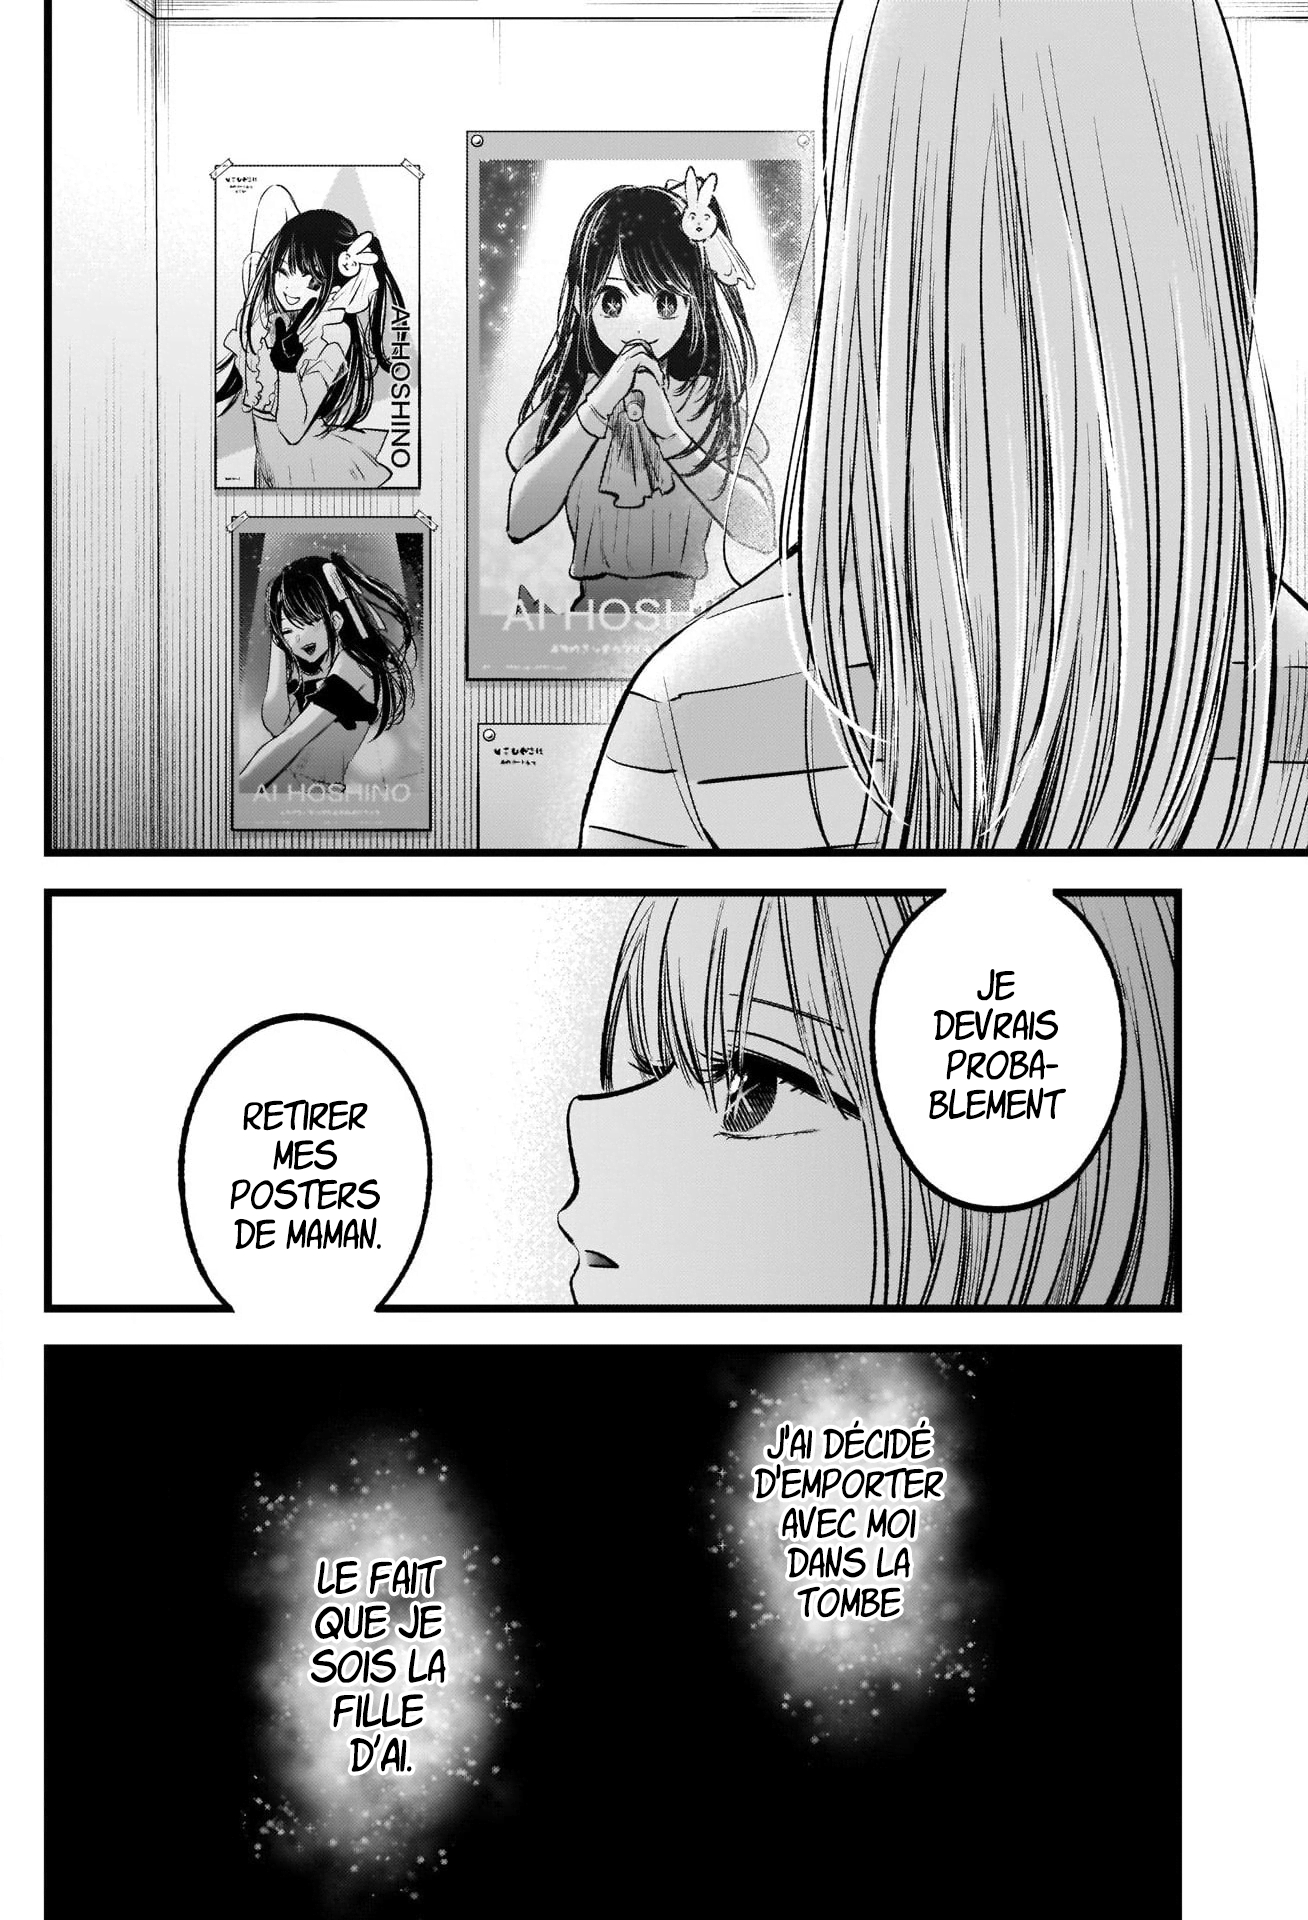 AI HOSHINO
AI HOSH
AI HOSHINO
JE
DEVRAIS
PROBA-
BLEMENT
RETIRER
MES
POSTERS
DE MAMAN.
J'AI DÉCIDÉ
D'EMPORTER
AVEC MOI
DANS LA
TOMBE
LE FAIT
QUE JE
SOIS LA
FILLE
D'AI.